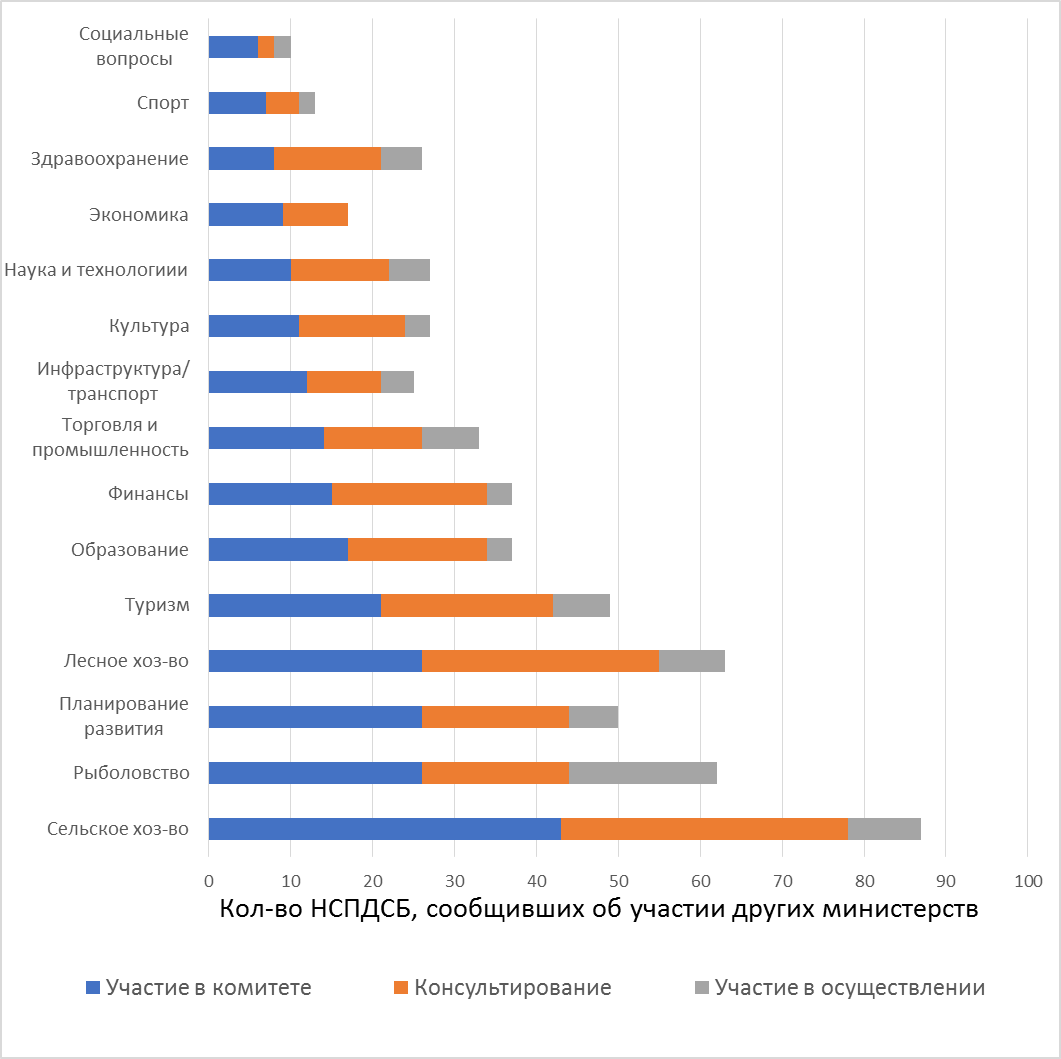 Социальные
вопросы
Спорт
Здравоохранение
Экономика
Наука и технологиии
Культура
Инфраструктура/
транспорт
Торговля и
промышленность
Финансы
Образование
Туризм
Лесное хоз-во
Планирование
развития
Рыболовство
Сельское хоз-во
0 10 20 30 40 50 60 70 80 90 100
Кол-во НСПДСБ, сообщивших об участии других министерств
Участие в комитете Консультирование Участие в осуществлении